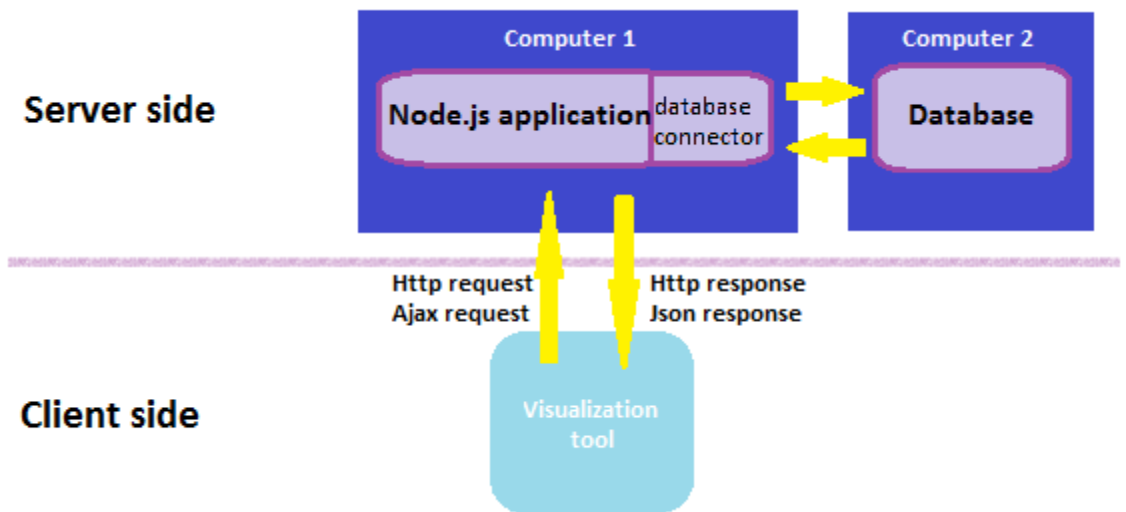 Computer 1
Computer 2
Server side
Node.js application
database
connector
Database
Http request
Ajax request
Http response
Json response
Client side
Visualization
tool